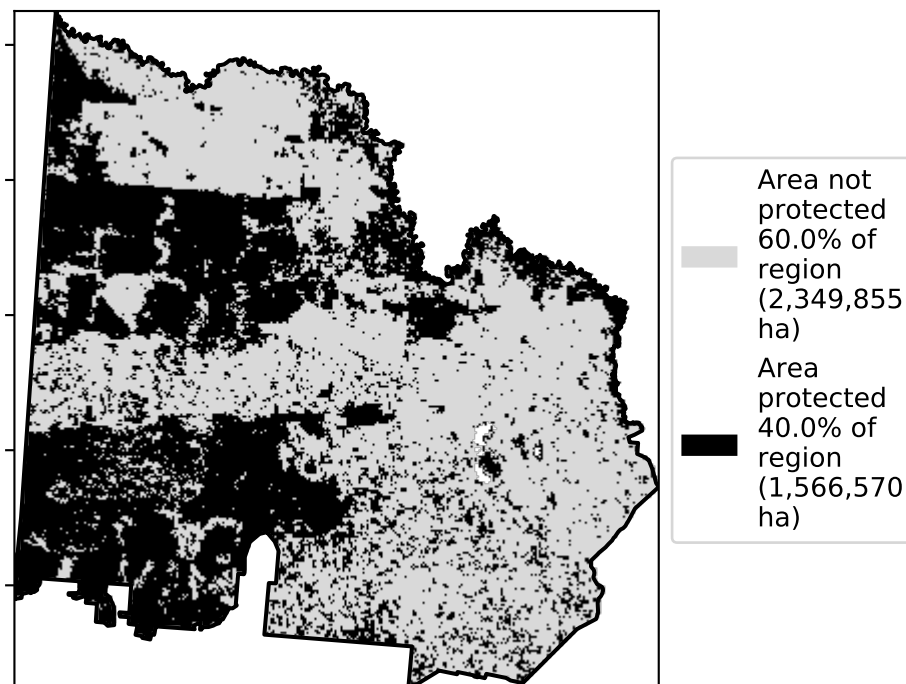 Area not
protected
60.0% of
region
(2,349,855
ha)
Area
protected
40.0% of
region
(1,566,570
ha)